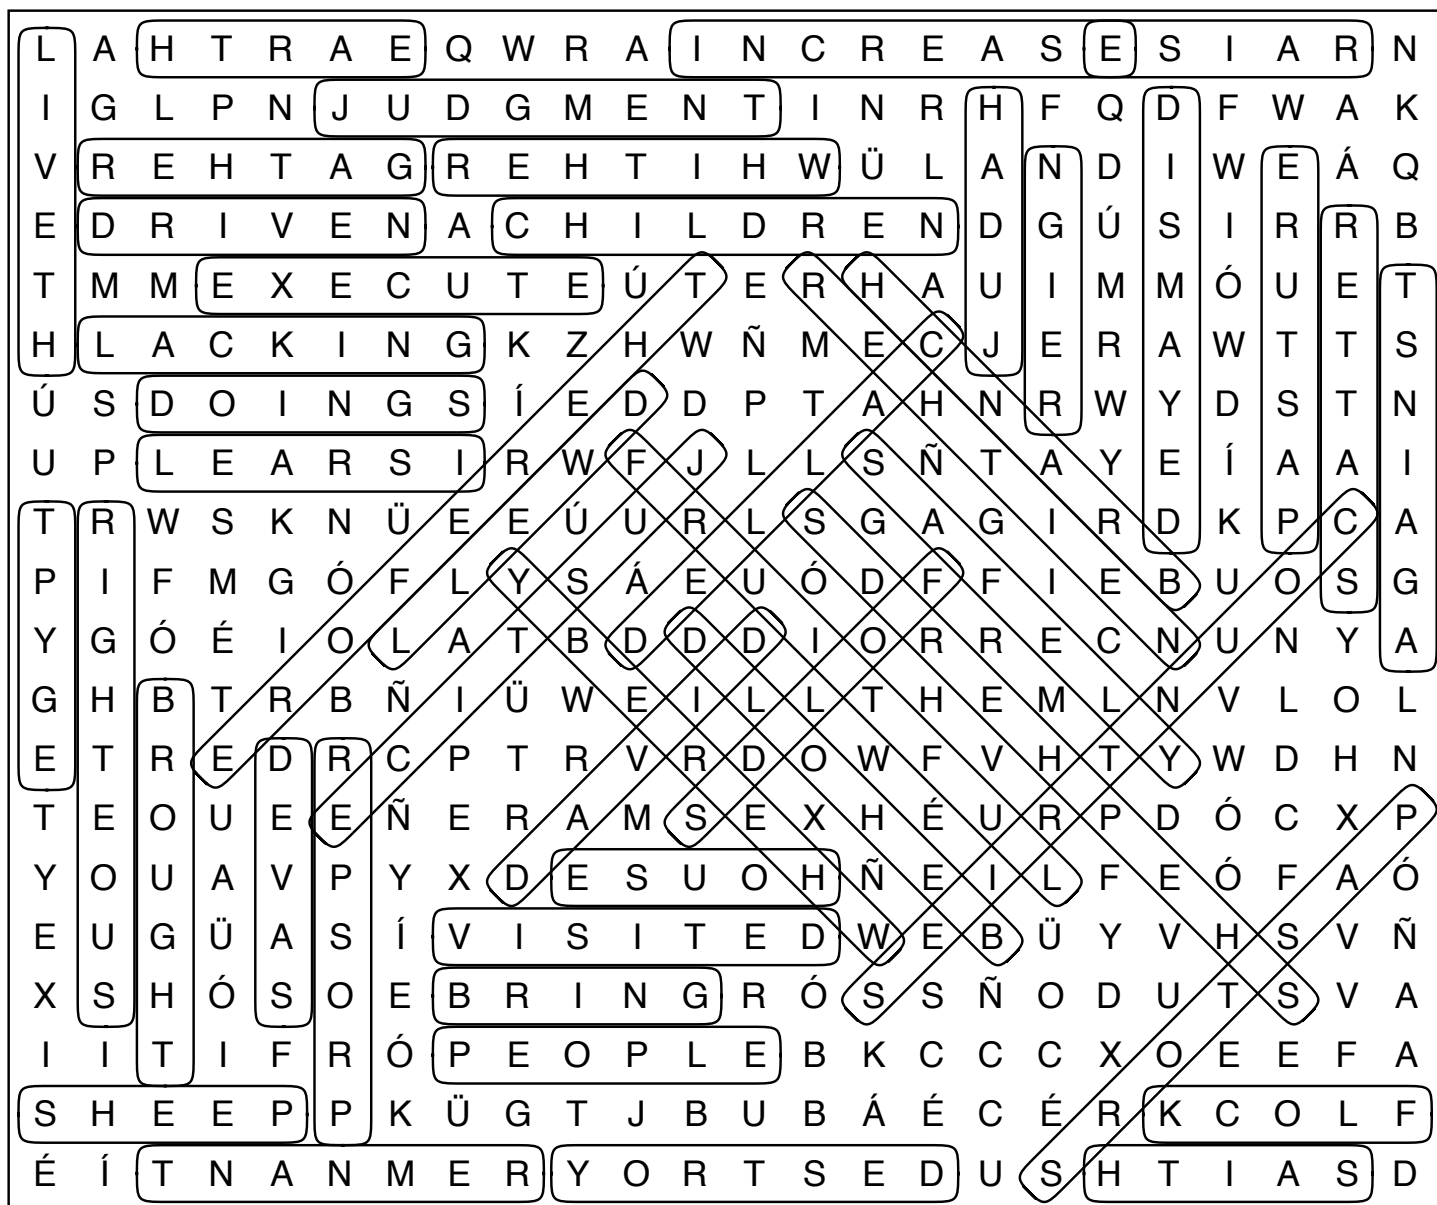 L A H T R A E Q W R A I N C R E A S E S I A R N
I G L P N J U D G M E N T I N R H F Q D F W A K
V R E H T A G R E H T I H W Ü L A N D I W E Á Q
E D R I V E N A C H I L D R E N D G Ú S I R R B
T M M E X E C U T E Ú T E R H A U I M M Ó U E T
H L A C K I N G K Z H W Ñ M E C J E R A W T T S
Ú S D O I N G S Í E D D P T A H N R W Y D S T N
U P L E A R S I R W F J L L S Ñ T A Y E Í A A I
T R W S K N Ü E E Ú U R L S G A G I R D K P C A
P I F M G Ó F L Y S Á E U Ó D F F I E B U O S G
Y G Ó É I O L A T B D D D I O R R E C N U N Y A
G H B T R B Ñ I Ü W E I L L T H E M L N V L O L
E T R E D R C P T R V R D O W F V H T Y W D H N
T E O U E E Ñ E R A M S E X H É U R P D Ó C X P
Y O U A V P Y X D E S U O H Ñ E I L F E Ó F A Ó
E U G Ü A S Í V I S I T E D W E B Ü Y V H S V Ñ
X S H Ó S O E B R I N G R Ó S S Ñ O D U T S V A
I I T I F R Ó P E O P L E B K C C C X O E E F A
S H E E P P K Ü G T J B U B Á É C É R K C O L F
É Í T N A N M E R Y O R T S E D U S H T I A S D